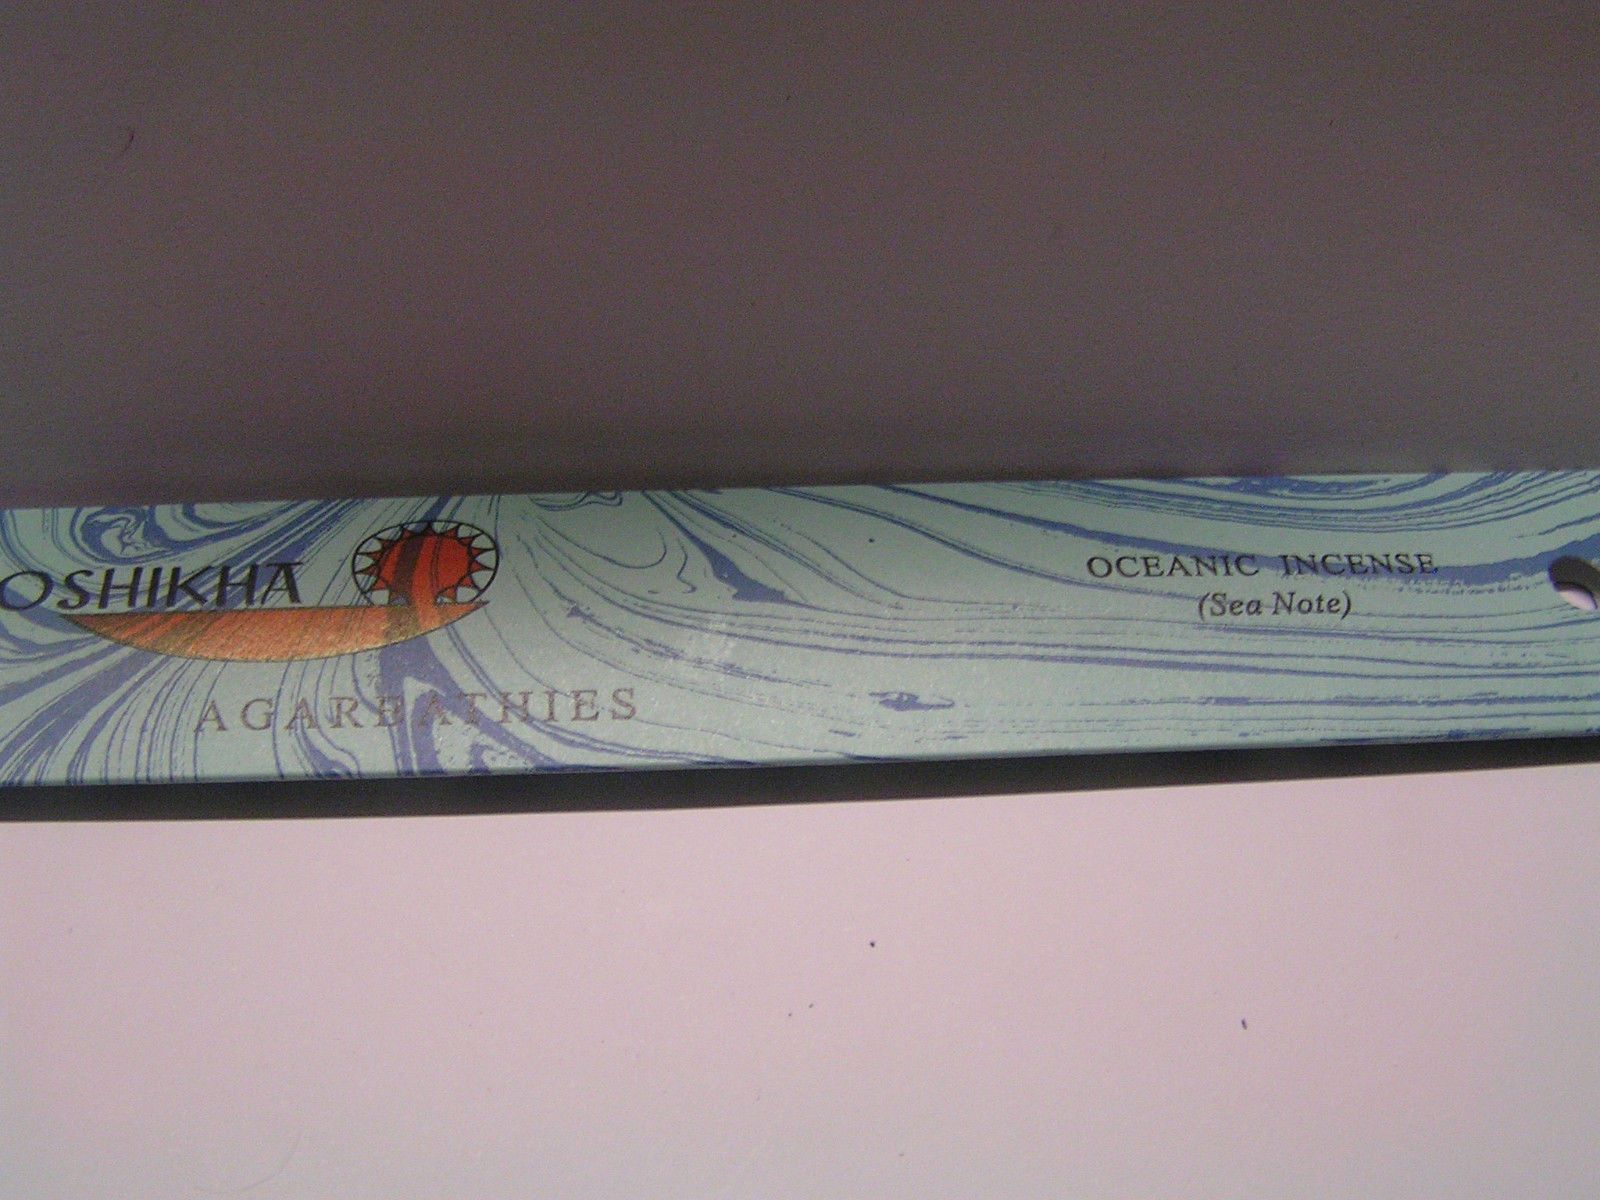 OSHIKHA
AGARBATHIES
OCEANIC INCENSE
(Sea Note)